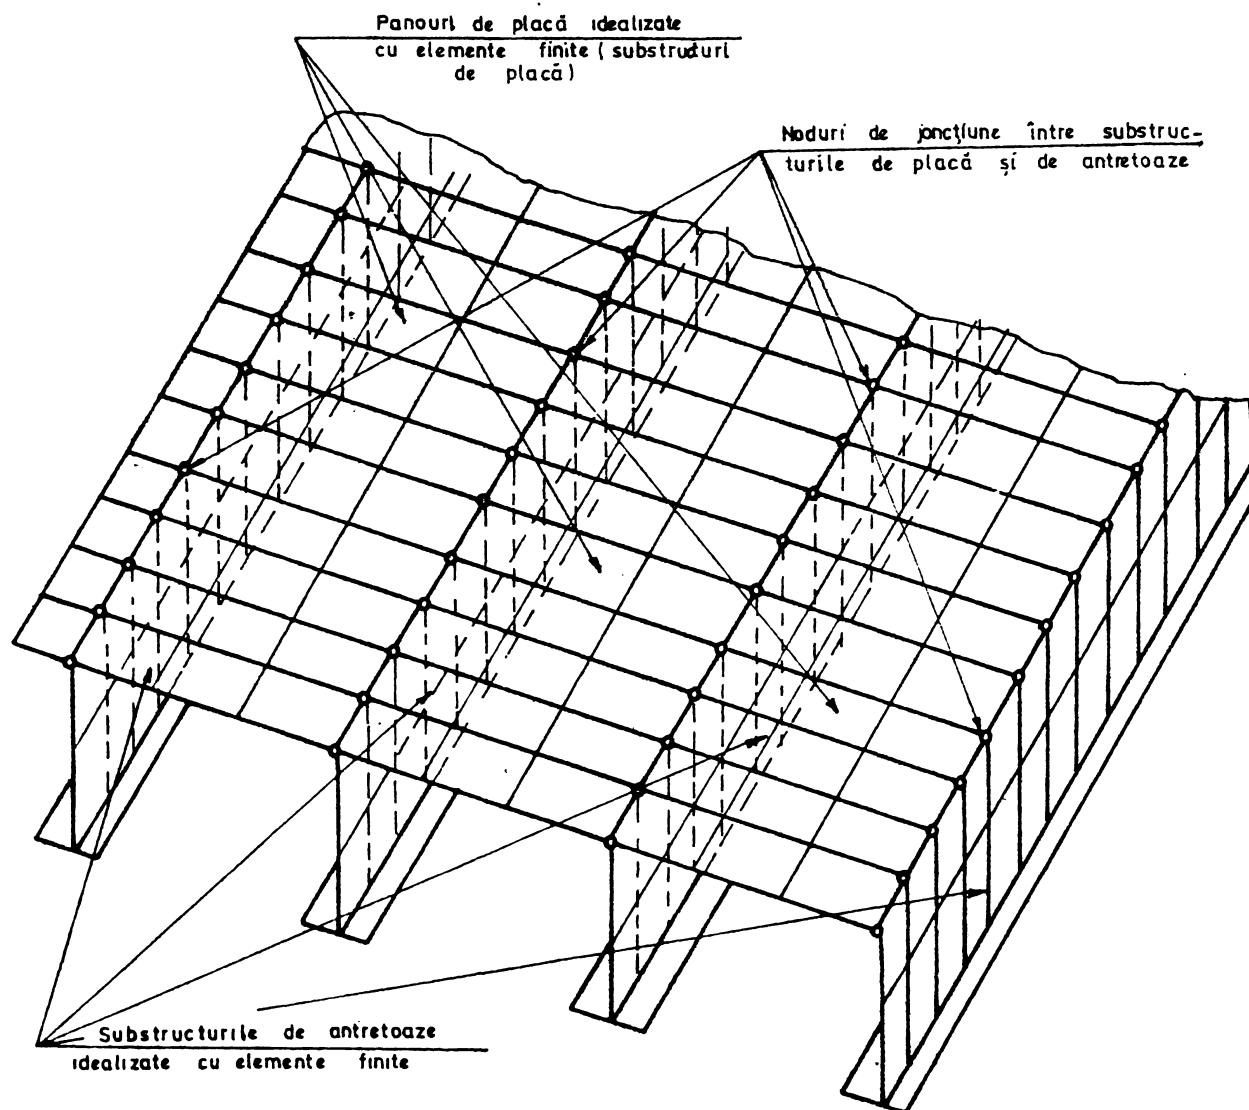 Panouri de placă idealizate
cu elemente finite (substructuri
de placă)
Noduri de joncțiune între substruc-
turile de placă și de antretoaze
Substructurile de antretoaze
idealizate cu elemente finite